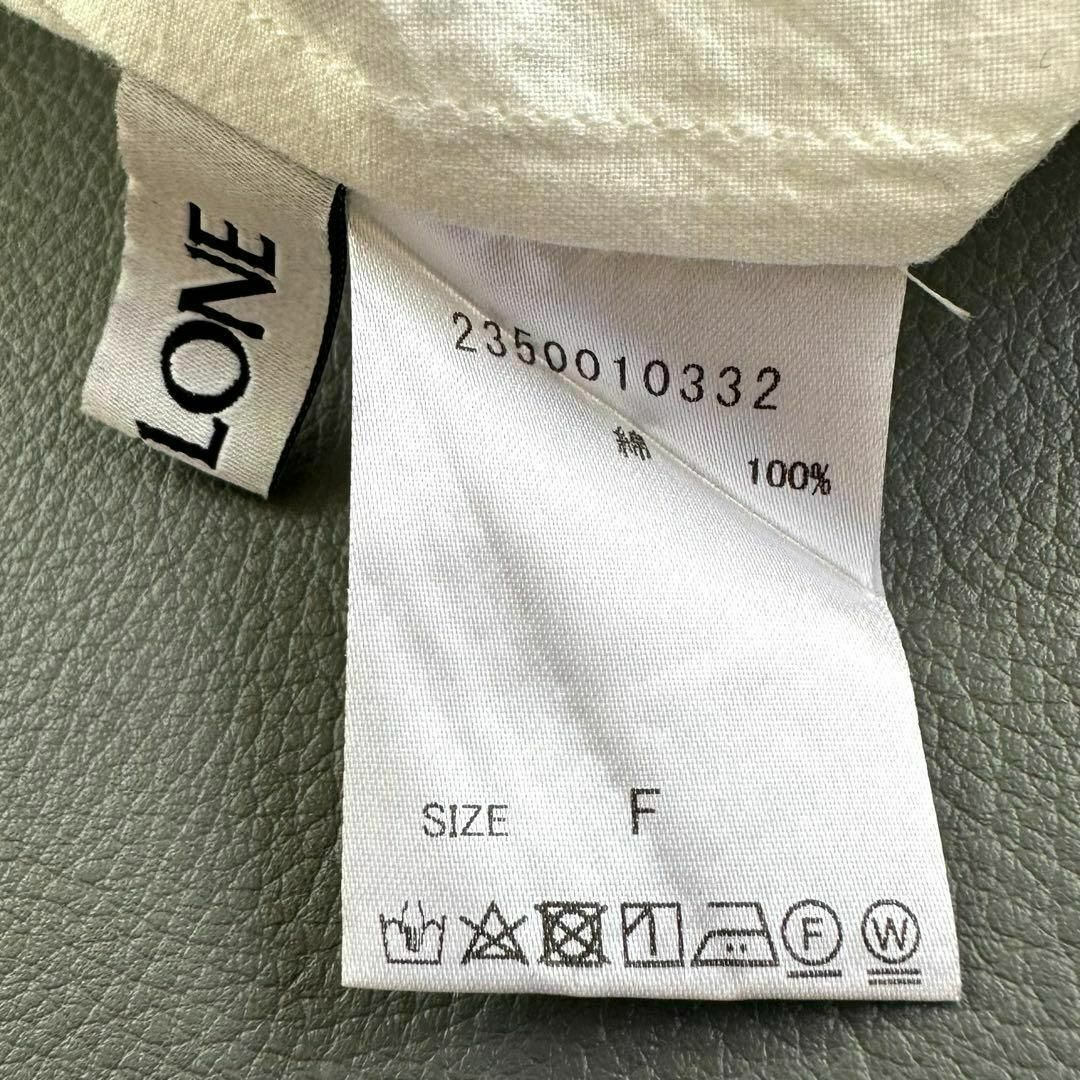 LONE
2350010332
綿 100%
SIZE F
F W